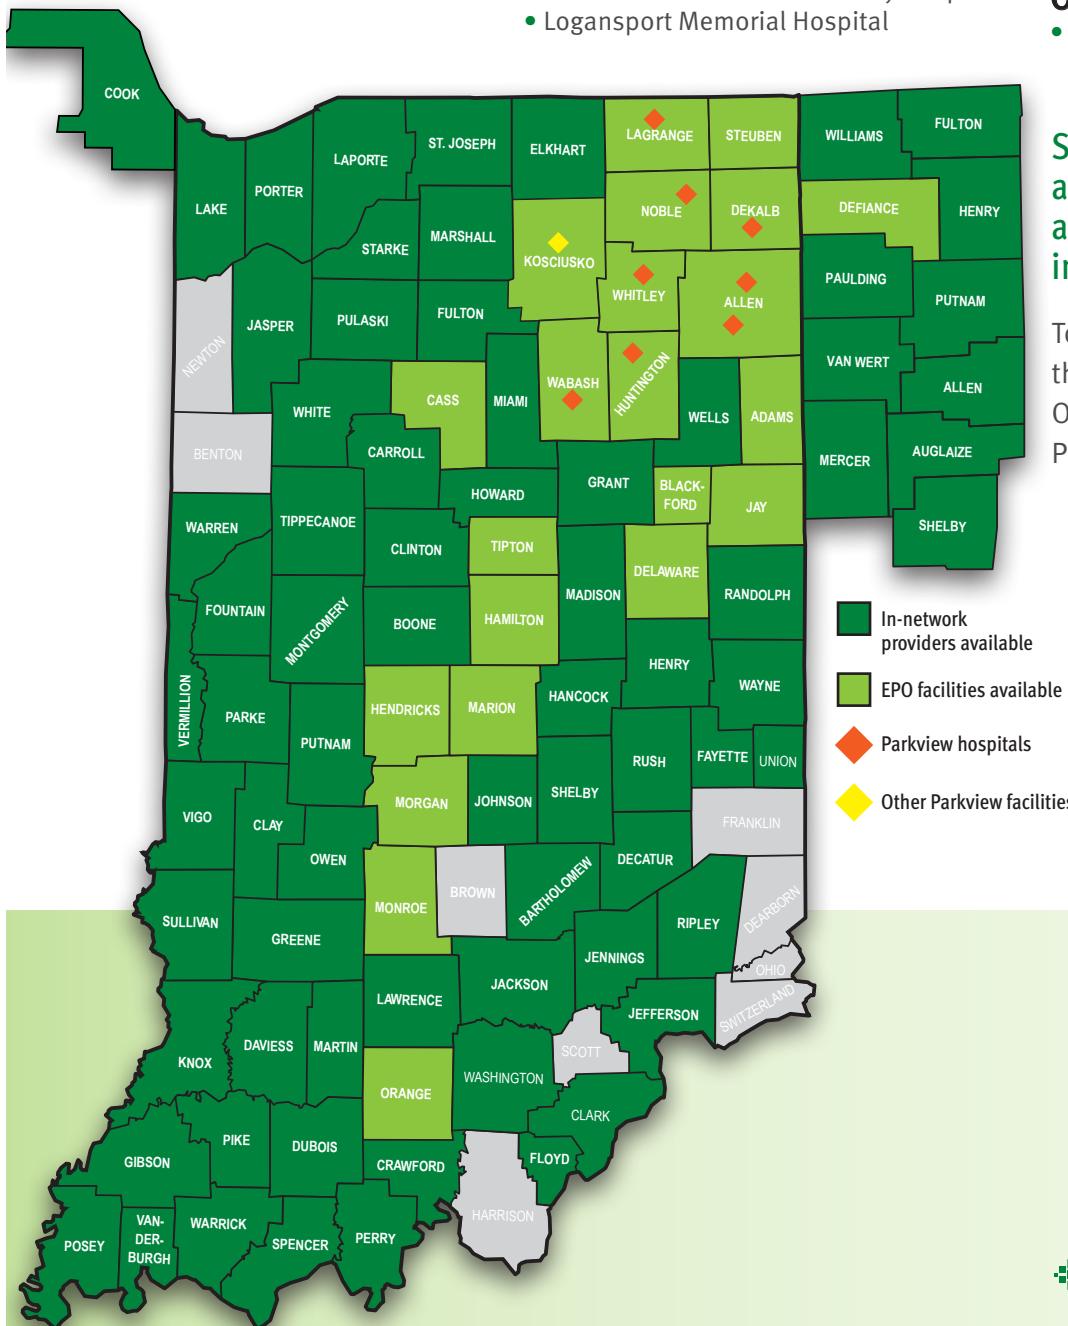 • Logansport Memorial Hospital
•
COOK
LAKE
PORTER
LAPORTE
ST. JOSEPH
ELKHART
LAGRANGE
STEUBEN
WILLIAMS
FULTON
STARKE
MARSHALL
NOBLE
DEKALB
DEFIANCE
HENRY
KOSCIUSKO
WHITLEY
ALLEN
PAULDING
PUTNAM
NEWTON
JASPER
PULASKI
FULTON
WABASH
HUNTINGTON
VAN WERT
ALLEN
WHITE
CASS
MIAMI
WELLS
ADAMS
BENTON
CARROLL
MERCER
AUGLAIZE
HOWARD
GRANT
BLACK-
FORD
JAY
SHELBY
WARREN
TIPPECANOE
CLINTON
TIPTON
DELAWARE
RANDOLPH
FOUNTAIN
MONTGOMERY
BOONE
HAMILTON
MADISON
HENRY
WAYNE
In-network
providers available
EPO facilities available
Parkview hospitals
Other Parkview facilities
VERMILLION
PARKE
PUTNAM
HENDRICKS
MARION
HANCOCK
RUSH
FAYETTE
UNION
VIGO
CLAY
OWEN
MORGAN
JOHNSON
SHELBY
DECATUR
FRANKLIN
SULLIVAN
GREENE
MONROE
BROWN
BARTHOLOMEW
JENNINGS
RIPLEY
DEARBORN
OHIO
SWITZERLAND
KNOX
DAVIESS
MARTIN
LAWRENCE
JACKSON
SCOTT
JEFFERSON
ORANGE
WASHINGTON
CLARK
GIBSON
PIKE
DUBOIS
CRAWFORD
FLOYD
HARRISON
POSEY
VAN-
DER-
BURGH
WARRICK
SPENCER
PERRY